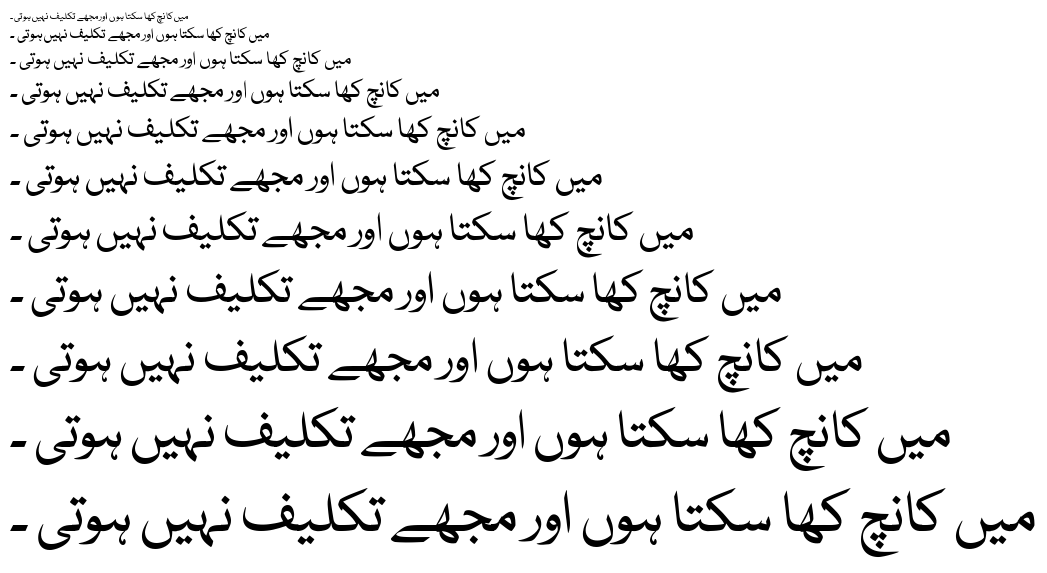 میں کانچ کھا سکتا ہوں اور مجھے تکلیف نہیں ہوتی ۔
میں کانچ کھا سکتا ہوں اور مجھے تکلیف نہیں ہوتی ۔
میں کانچ کھا سکتا ہوں اور مجھے تکلیف نہیں ہوتی ۔
میں کانچ کھا سکتا ہوں اور مجھے تکلیف نہیں ہوتی ۔
میں کانچ کھا سکتا ہوں اور مجھے تکلیف نہیں ہوتی ۔
میں کانچ کھا سکتا ہوں اور مجھے تکلیف نہیں ہوتی ۔
میں کانچ کھا سکتا ہوں اور مجھے تکلیف نہیں ہوتی ۔
میں کانچ کھا سکتا ہوں اور مجھے تکلیف نہیں ہوتی ۔
میں کانچ کھا سکتا ہوں اور مجھے تکلیف نہیں ہوتی ۔
میں کانچ کھا سکتا ہوں اور مجھے تکلیف نہیں ہوتی ۔
میں کانچ کھا سکتا ہوں اور مجھے تکلیف نہیں ہوتی ۔